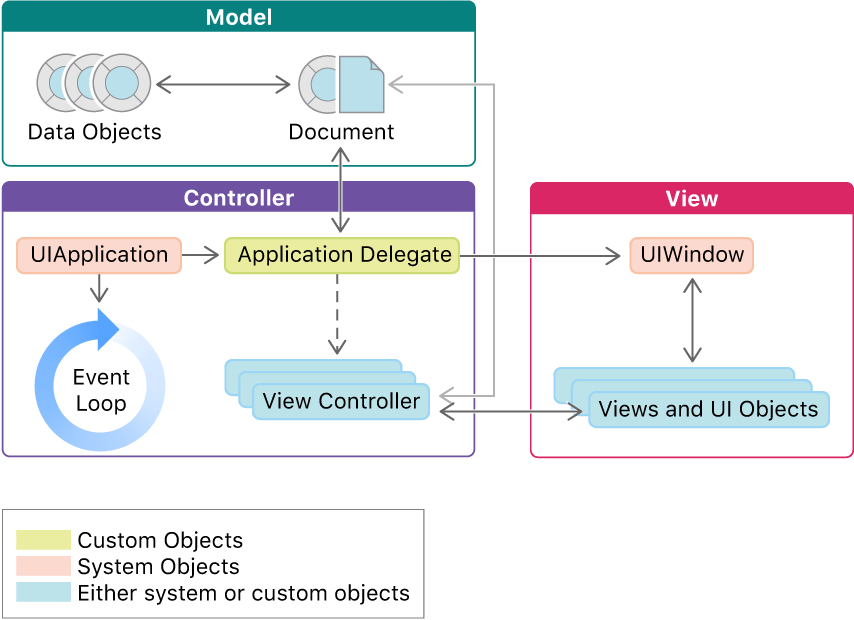 Model
Data Objects
Document
Controller
View
UIApplication
Application Delegate
UIWindow
Event
Loop
View Controller
Views and UI Objects
Custom Objects
System Objects
Either system or custom objects